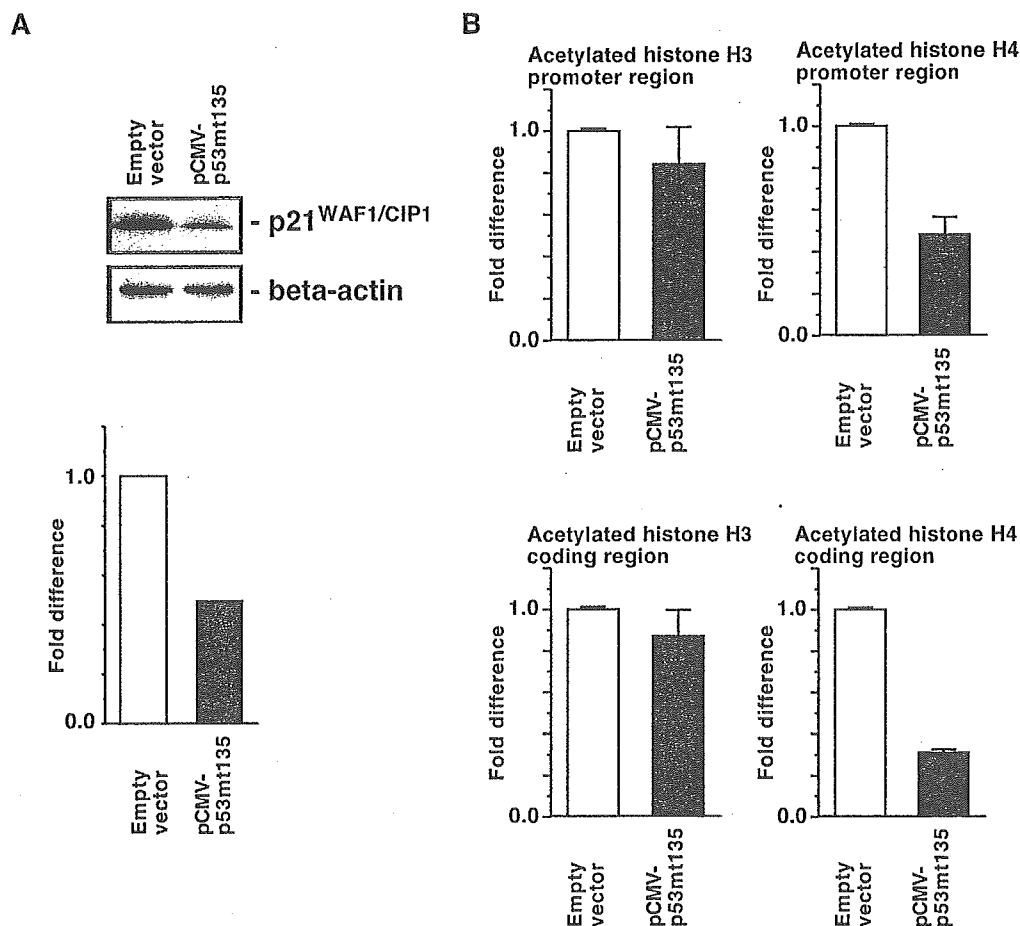 A
Empty
vector
pCMV-
p53mt135
- p21WAF1/CIP1
- beta-actin
1.0
Fold difference
0.0
Empty
vector
pCMV-
p53mt135
B
Acetylated histone H3
promoter region
1.0
Fold difference
0.0
Empty
vector
pCMV-
p53mt135
Acetylated histone H4
promoter region
1.0
Fold difference
0.0
Empty
vector
pCMV-
p53mt135
Acetylated histone H3
coding region
1.0
Fold difference
0.0
Empty
vector
pCMV-
p53mt135
Acetylated histone H4
coding region
1.0
Fold difference
0.0
Empty
vector
pCMV-
p53mt135